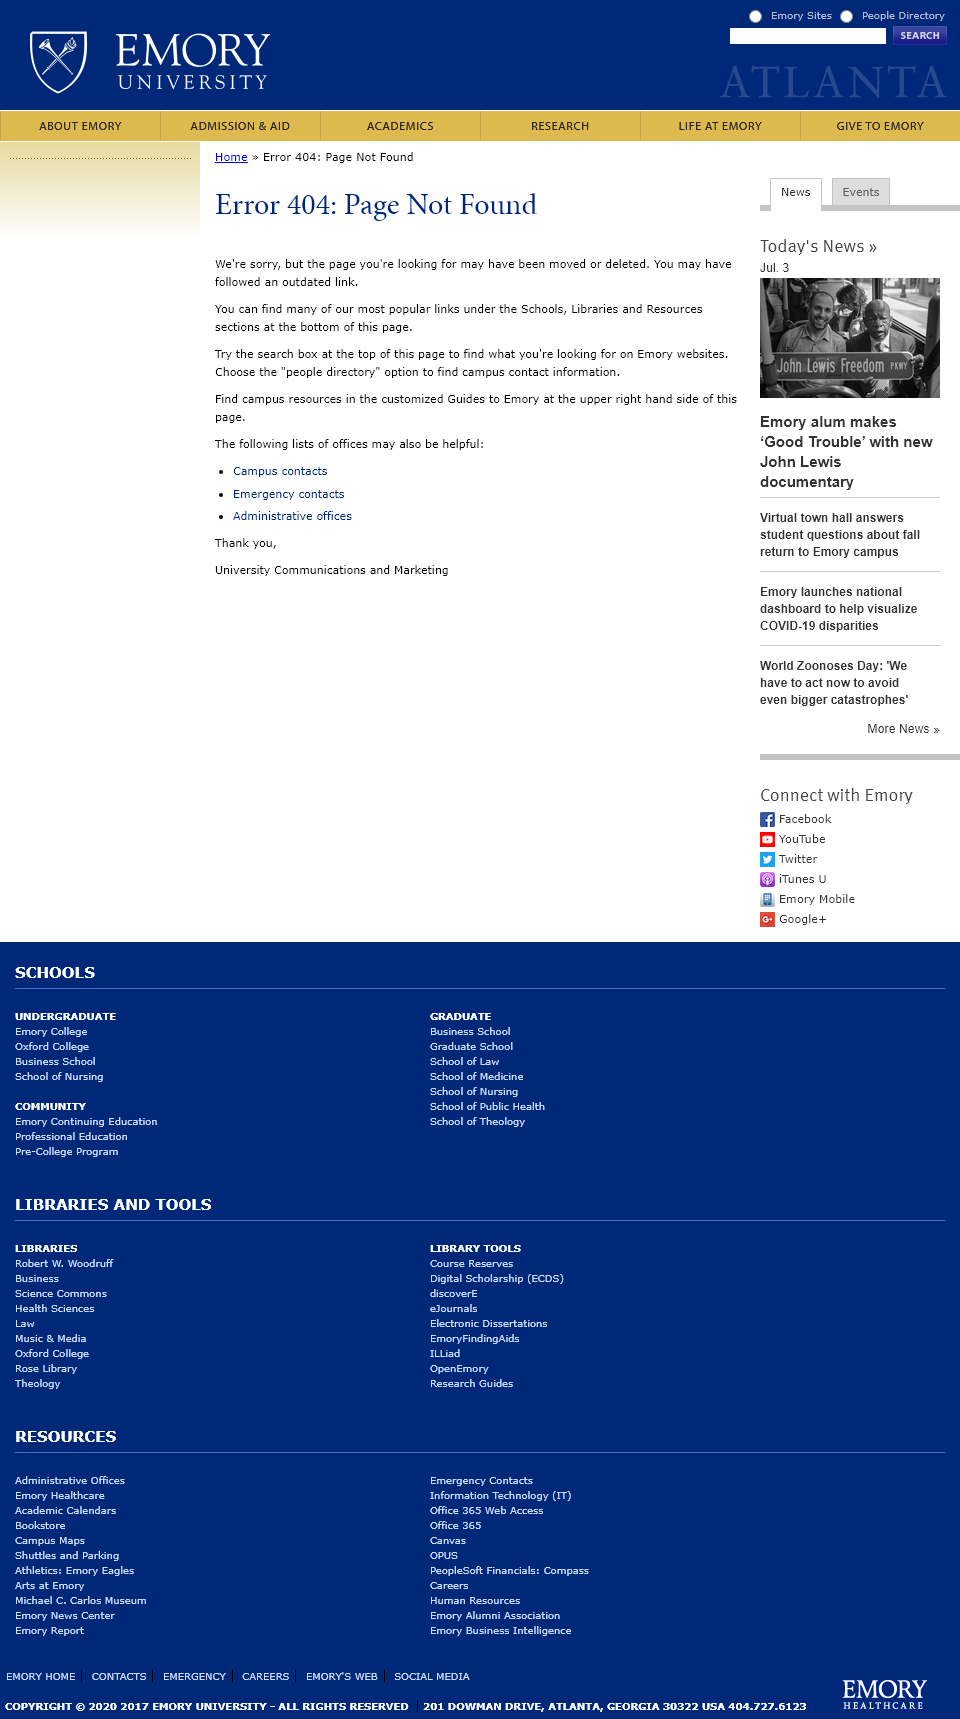 Emory Sites People Directory
SEARCH
EMORY
UNIVERSITY
ATLANTA
ABOUT EMORY ADMISSION & AID ACADEMICS RESEARCH LIFE AT EMORY GIVE TO EMORY
Home » Error 404: Page Not Found
Error 404: Page Not Found
We're sorry, but the page you're looking for may have been moved or deleted. You may have
followed an outdated link.
You can find many of our most popular links under the Schools, Libraries and Resources
sections at the bottom of this page.
Try the search box at the top of this page to find what you're looking for on Emory websites.
Choose the "people directory" option to find campus contact information.
Find campus resources in the customized Guides to Emory at the upper right hand side of this
page.
The following lists of offices may also be helpful:
Campus contacts
Emergency contacts
Administrative offices
Thank you,
University Communications and Marketing
News Events
Today's News »
Jul. 3
John Lewis Freedom PKWY
Emory alum makes
‘Good Trouble’ with new
John Lewis
documentary
Virtual town hall answers
student questions about fall
return to Emory campus
Emory launches national
dashboard to help visualize
COVID-19 disparities
World Zoonoses Day: 'We
have to act now to avoid
even bigger catastrophes'
More News »
Connect with Emory
Facebook
YouTube
Twitter
iTunes U
Emory Mobile
Google+
SCHOOLS
UNDERGRADUATE
Emory College
Oxford College
Business School
School of Nursing
COMMUNITY
Emory Continuing Education
Professional Education
Pre-College Program
GRADUATE
Business School
Graduate School
School of Law
School of Medicine
School of Nursing
School of Public Health
School of Theology
LIBRARIES AND TOOLS
LIBRARIES
Robert W. Woodruff
Business
Science Commons
Health Sciences
Law
Music & Media
Oxford College
Rose Library
Theology
LIBRARY TOOLS
Course Reserves
Digital Scholarship (ECDS)
discoverE
eJournals
Electronic Dissertations
EmoryFindingAids
ILLiad
OpenEmory
Research Guides
RESOURCES
Administrative Offices
Emory Healthcare
Academic Calendars
Bookstore
Campus Maps
Shuttles and Parking
Athletics: Emory Eagles
Arts at Emory
Michael C. Carlos Museum
Emory News Center
Emory Report
Emergency Contacts
Information Technology (IT)
Office 365 Web Access
Office 365
Canvas
OPUS
PeopleSoft Financials: Compass
Careers
Human Resources
Emory Alumni Association
Emory Business Intelligence
EMORY HOME CONTACTS EMERGENCY CAREERS EMORY'S WEB SOCIAL MEDIA
COPYRIGHT © 2020 2017 EMORY UNIVERSITY - ALL RIGHTS RESERVED 201 DOWMAN DRIVE, ATLANTA, GEORGIA 30322 USA 404.727.6123
EMORY
HEALTHCARE